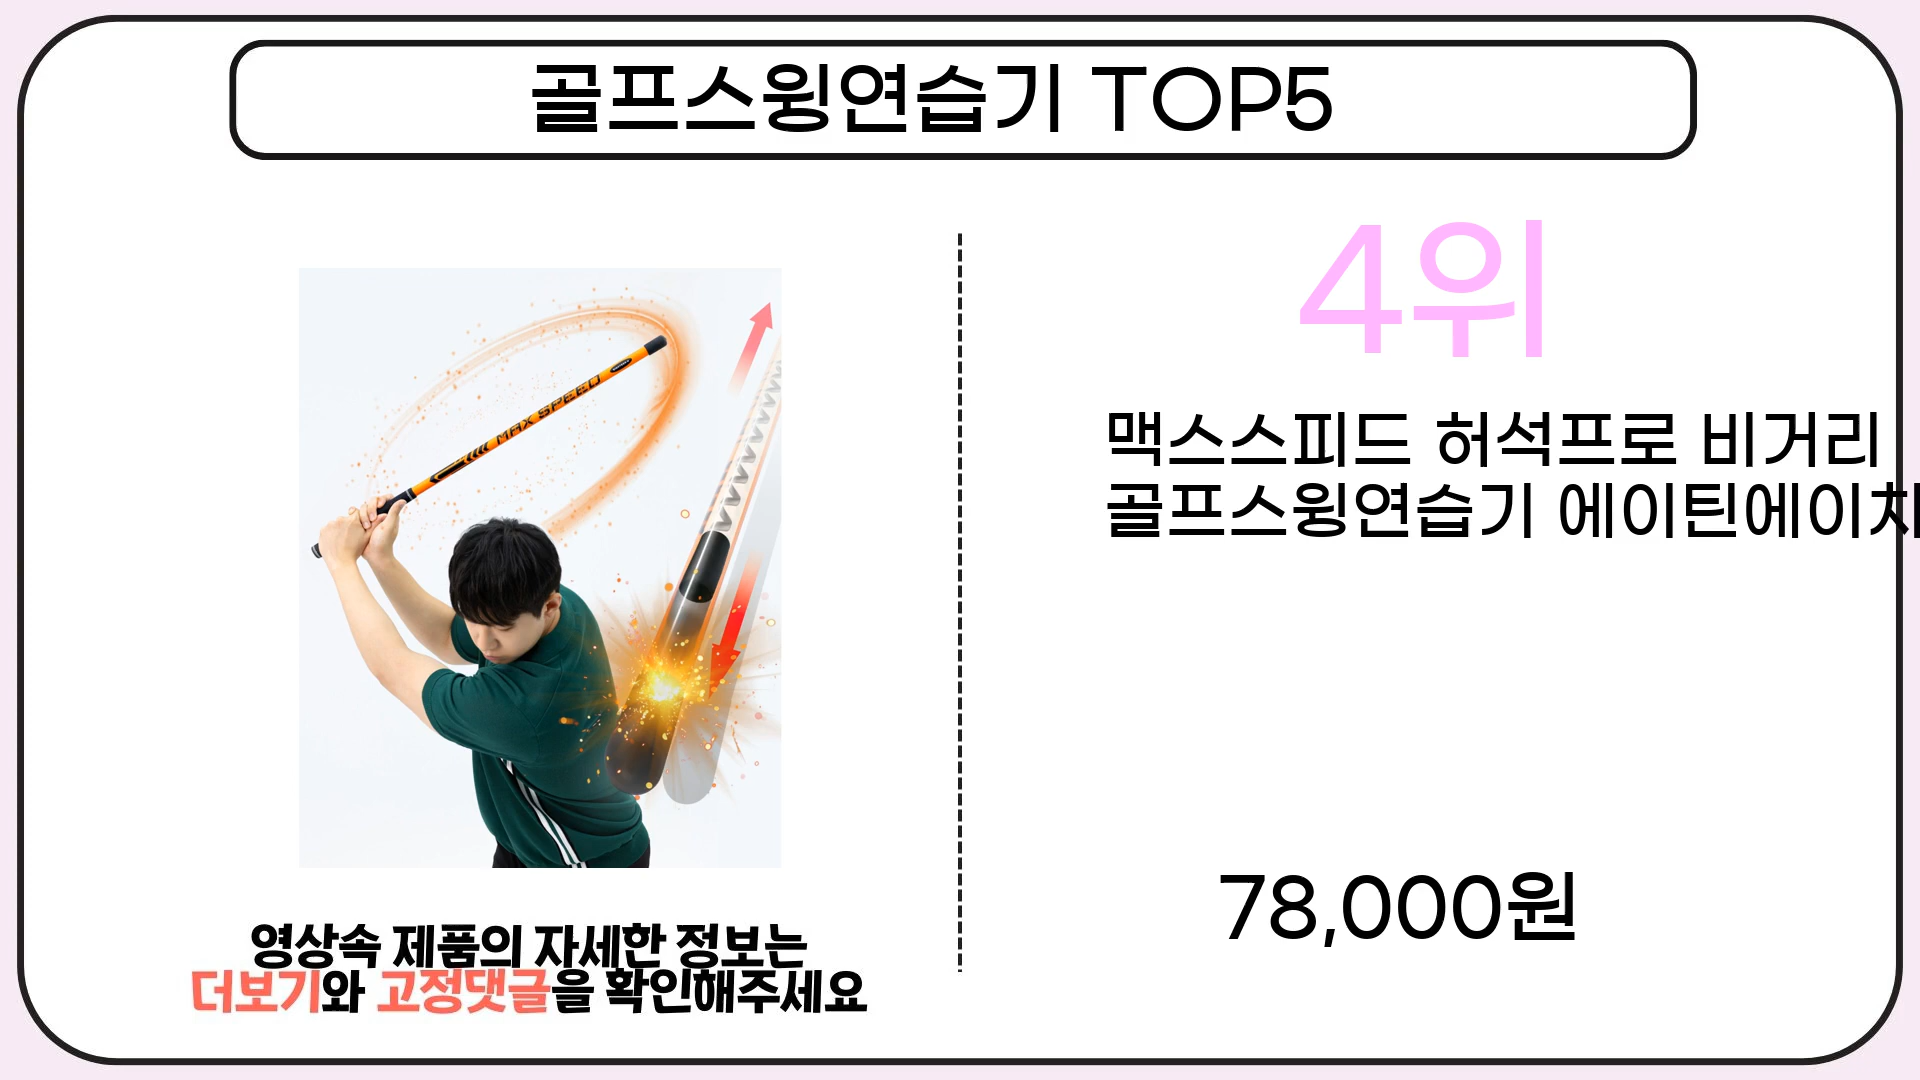 골프스윙연습기 TOP5
4위
맥스스피드 허석프로 비거리
골프스윙연습기 에이틴에이치
78,000원
MAX SPEED
영상속 제품의 자세한 정보는
더보기와 고정댓글을 확인해주세요